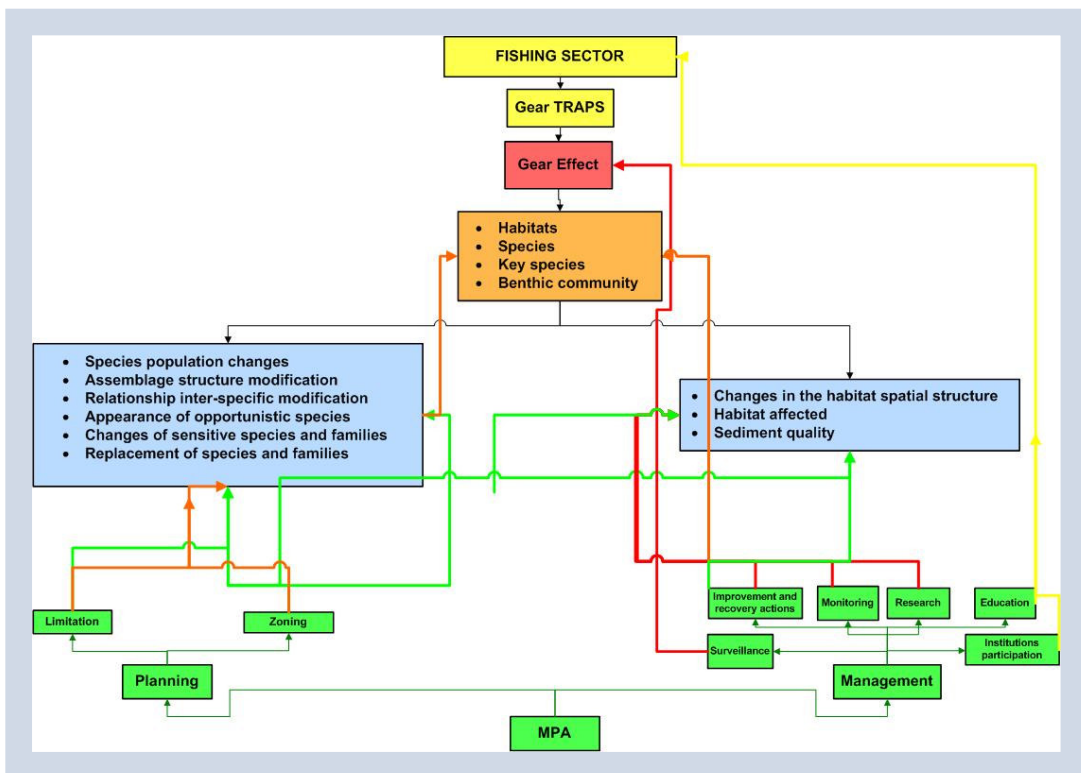 FISHING SECTOR
Gear TRAPS
Gear Effect
• Habitats
• Species
• Key species
• Benthic community
• Species population changes
• Assemblage structure modification
• Relationship inter-specific modification
• Appearance of opportunistic species
• Changes of sensitive species and families
• Replacement of species and families
• Changes in the habitat spatial structure
• Habitat affected
• Sediment quality
Limitation
Zoning
Improvement and
recovery actions
Monitoring
Research
Education
Surveillance
Institutions
participation
Planning
Management
MPA